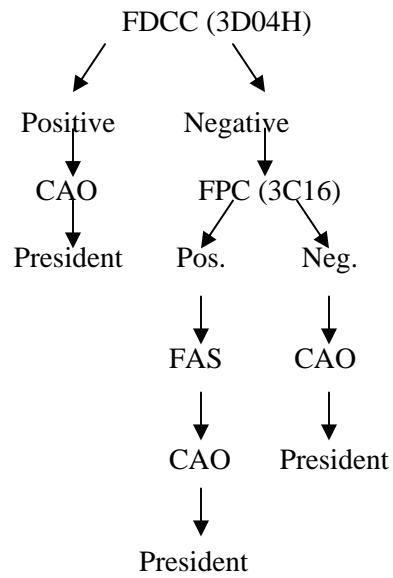 FDCC (3D04H)
Positive Negative
CAO FPC (3C16)
President Pos. Neg.
FAS CAO
CAO President
President